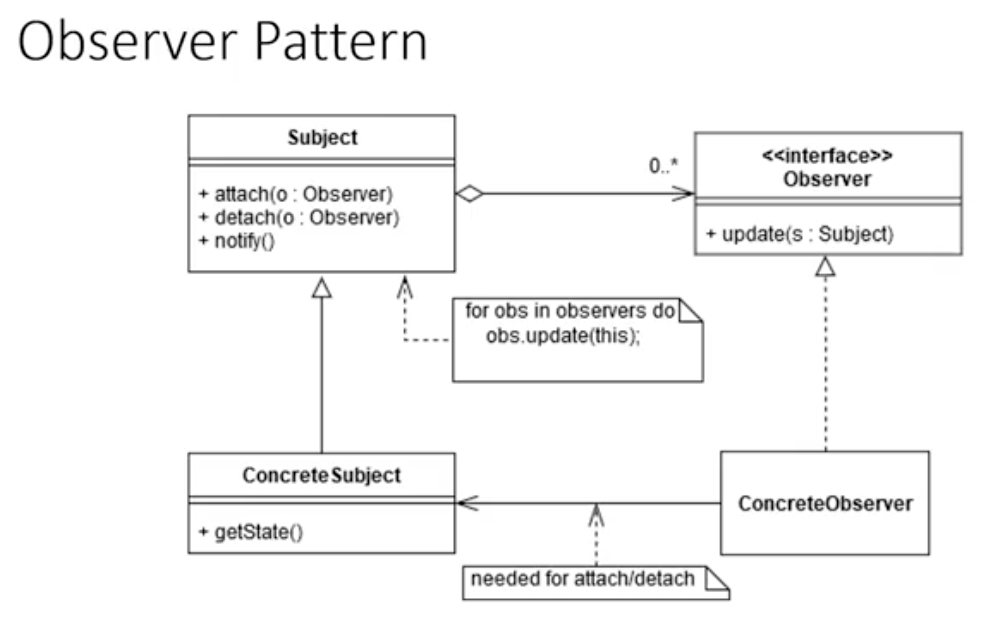 Observer Pattern
Subject
+ attach(o : Observer)
+ detach(o : Observer)
+ notify()
0..*
<<interface>>
Observer
+ update(s : Subject)
for obs in observers do
obs.update(this);
ConcreteSubject
+ getState()
ConcreteObserver
needed for attach/detach